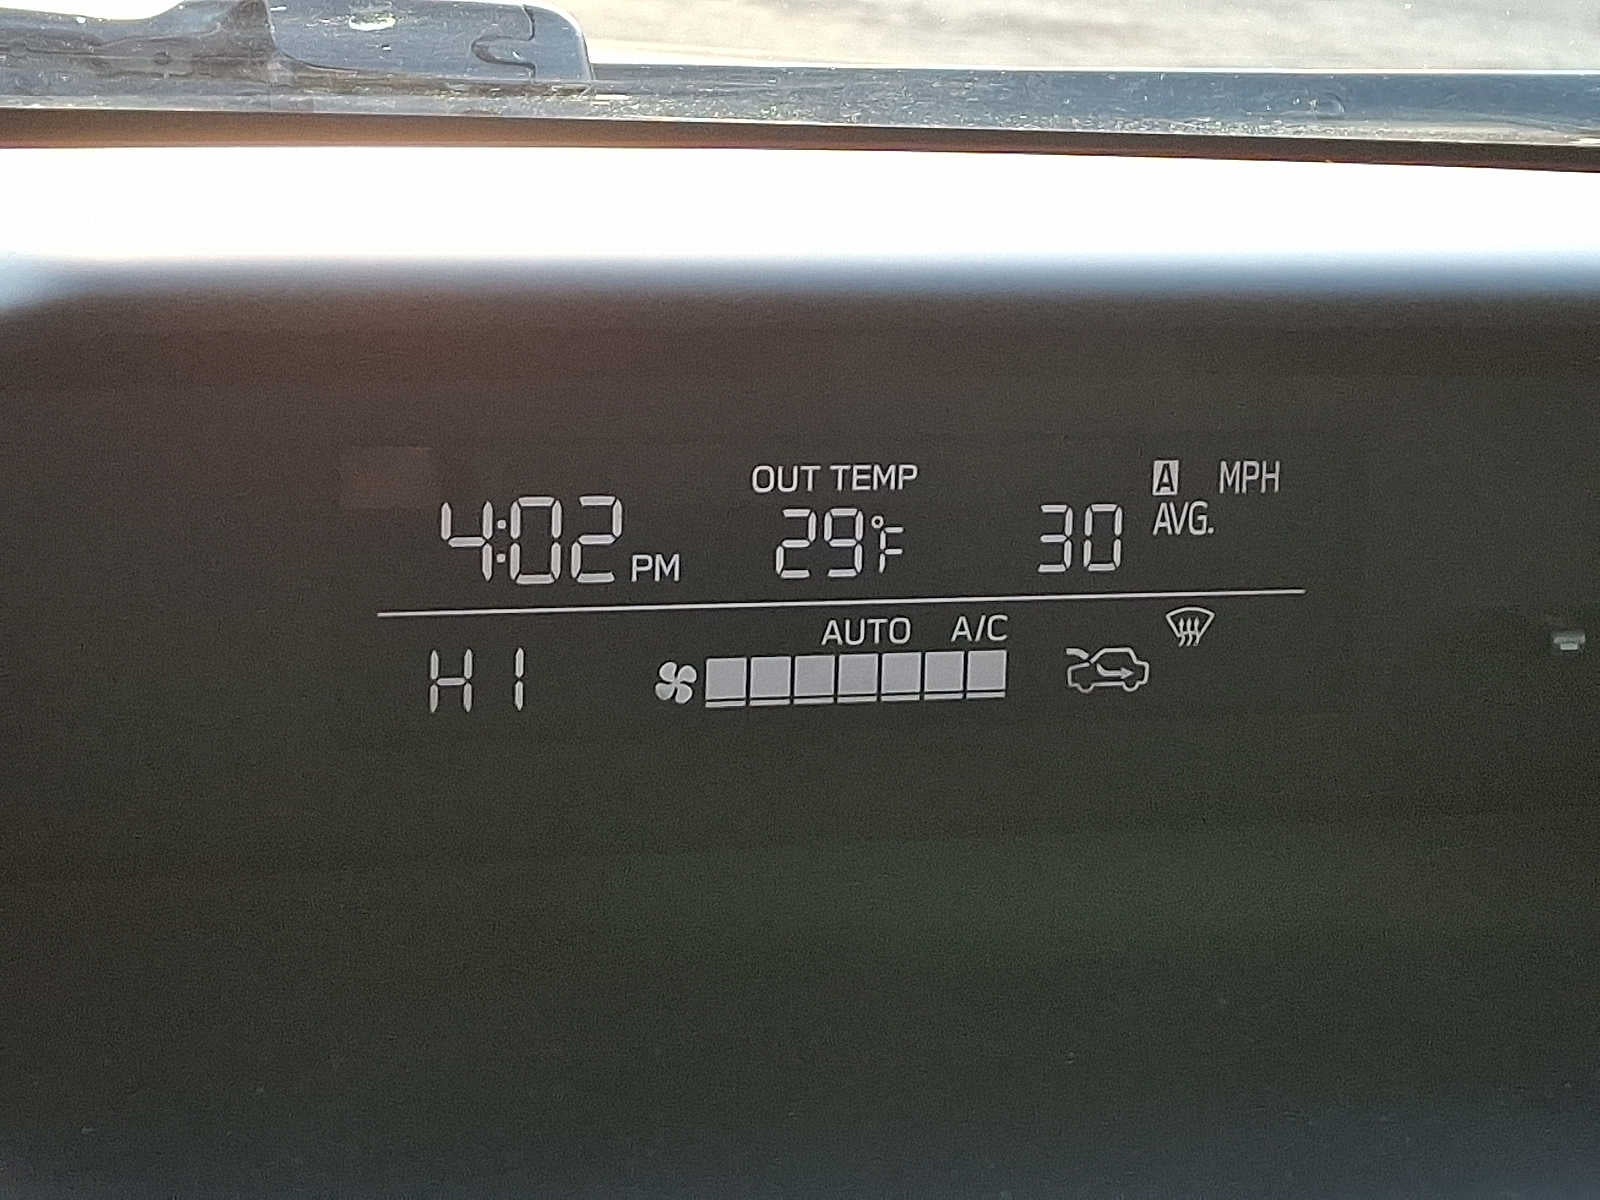 OUT TEMP A MPH
4:02 PM 29°F 30 AVG.
AUTO A/C
HI